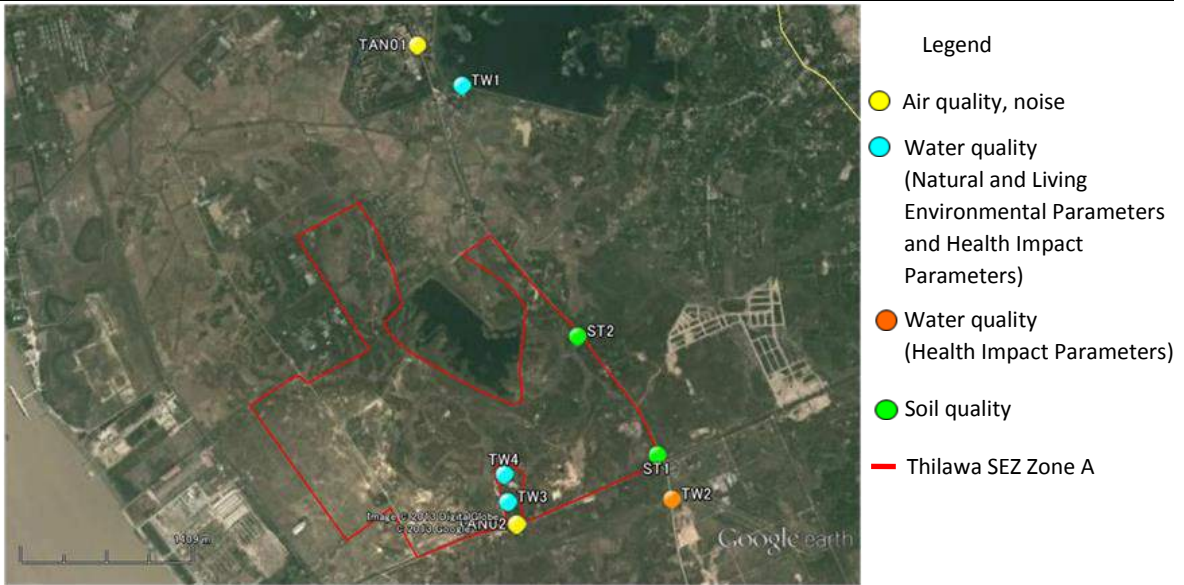 TAN01
TW1
ST2
TW4
ST1
TW3
TW2
TAN02
Image © 2013 DigitalGlobe
© 2013 Google
1409 m
Google earth
Legend
Air quality, noise
Water quality
(Natural and Living
Environmental Parameters
and Health Impact
Parameters)
Water quality
(Health Impact Parameters)
Soil quality
Thilawa SEZ Zone A